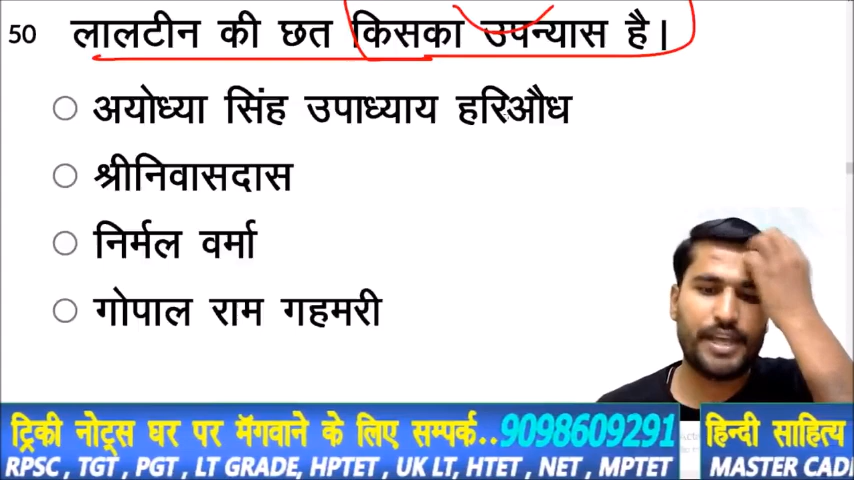 50 लालटीन की छत किसका उपन्यास है।
अयोध्या सिंह उपाध्याय हरिऔध
श्रीनिवासदास
निर्मल वर्मा
गोपाल राम गहमरी
ट्रिकी नोट्स घर पर मॅगवाने के लिए सम्पर्क..9098609291
हिन्दी साहित्य
RPSC , TGT , PGT , LT GRADE, HPTET , UK LT, HTET , NET , MPTET
MASTER CADI